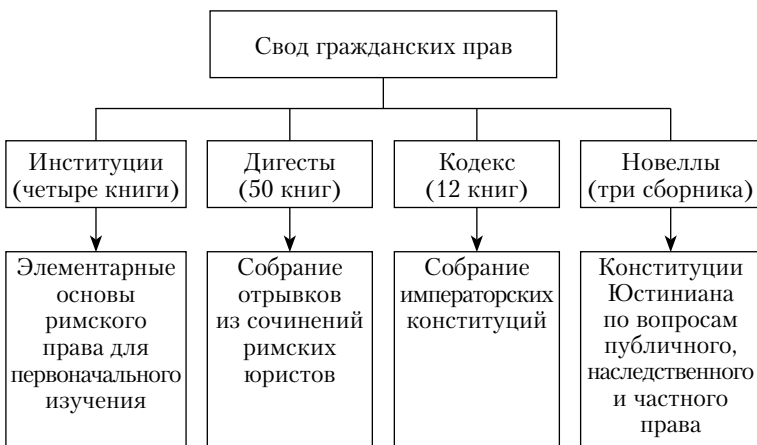 Свод гражданских прав
Институции
(четыре книги)
Дигесты
(50 книг)
Кодекс
(12 книг)
Новеллы
(три сборника)
Элементарные
основы
римского
права для
первоначального
изучения
Собрание
отрывков
из сочинений
римских
юристов
Собрание
императорских
конституций
Конституции
Юстиниана
по вопросам
публичного,
наследственного
и частного
права